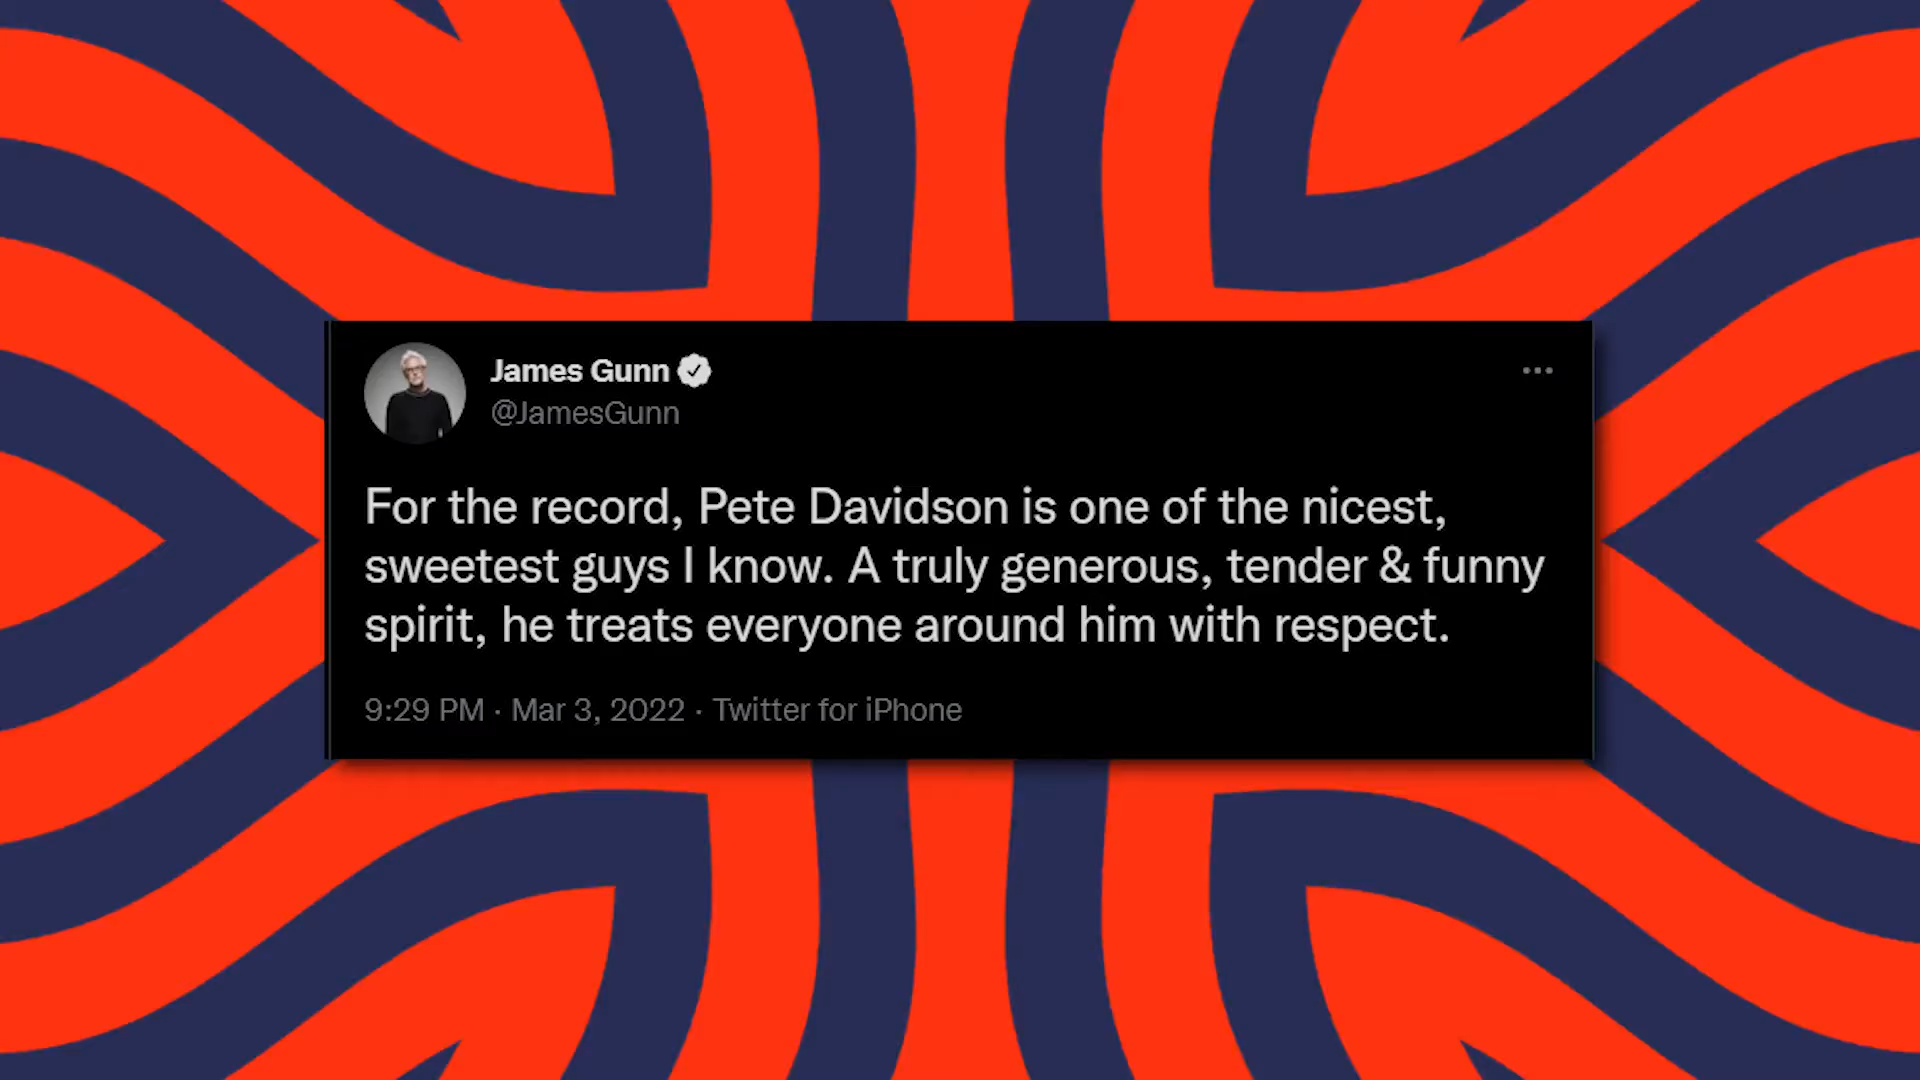 James Gunn
@JamesGunn
For the record, Pete Davidson is one of the nicest,
sweetest guys I know. A truly generous, tender & funny
spirit, he treats everyone around him with respect.
9:29 PM · Mar 3, 2022 · Twitter for iPhone